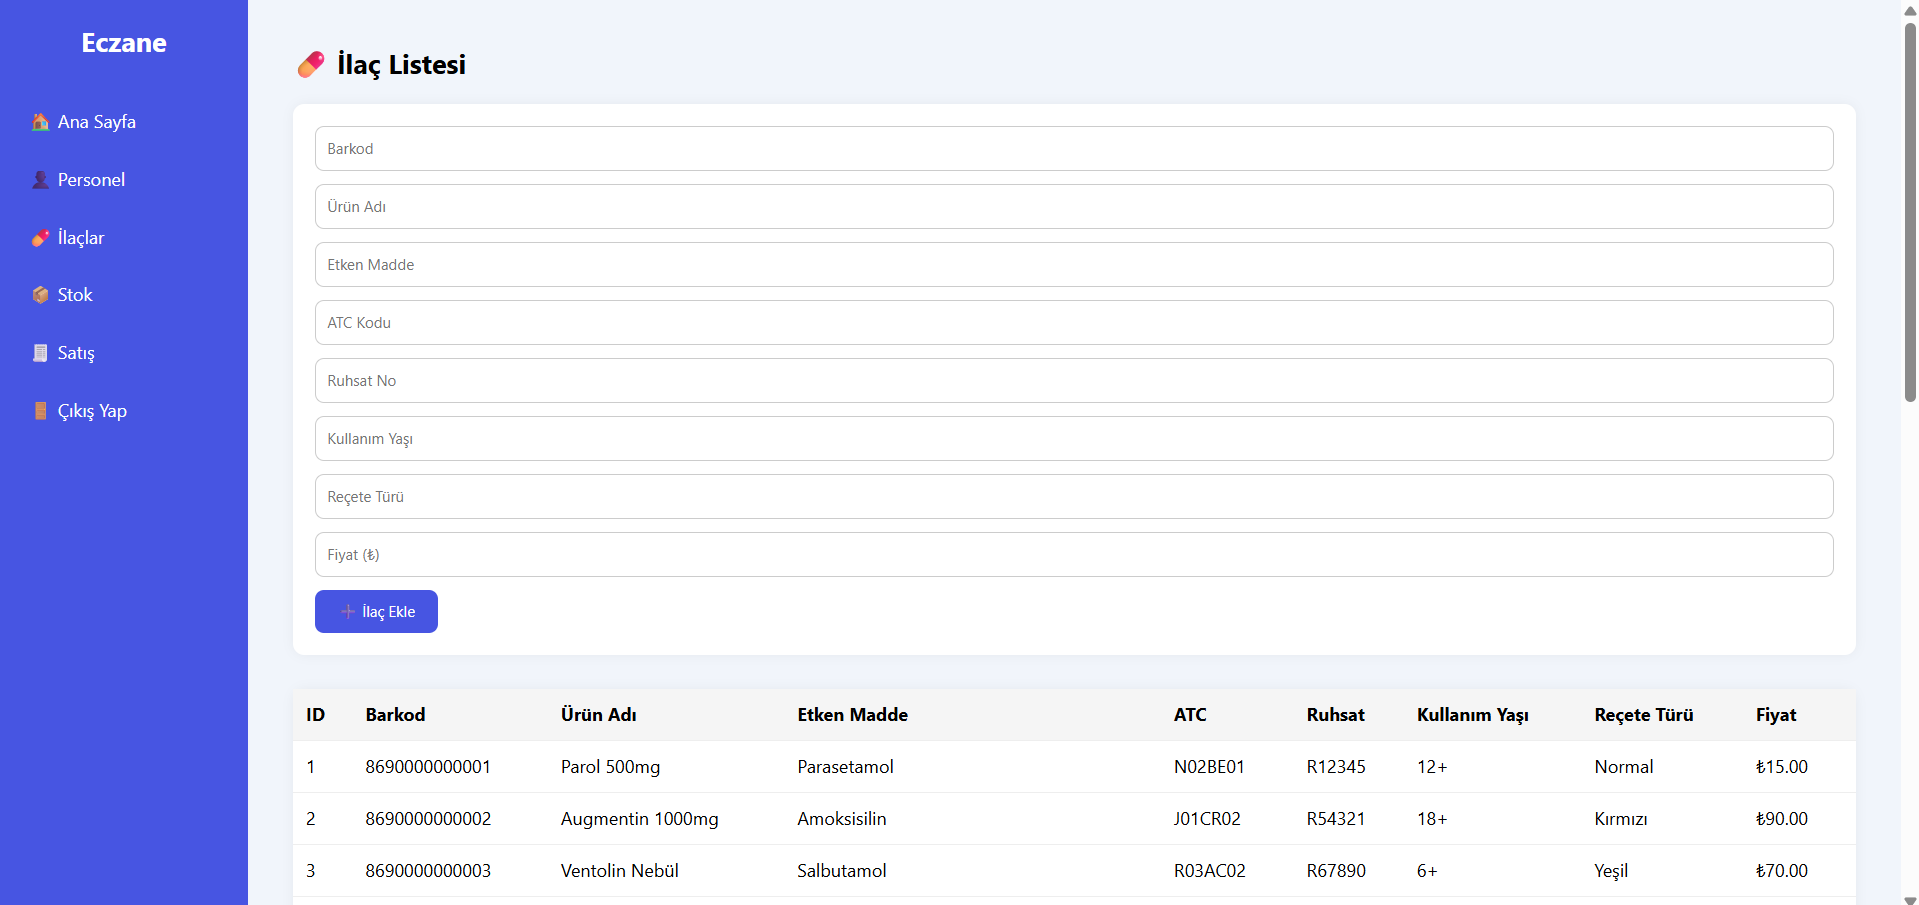 Eczane
Ana Sayfa
Personel
İlaçlar
Stok
Satış
Çıkış Yap
İlaç Listesi
Barkod
Ürün Adı
Etken Madde
ATC Kodu
Ruhsat No
Kullanım Yaşı
Reçete Türü
Fiyat (₺)
İlaç Ekle
ID Barkod Ürün Adı Etken Madde ATC Ruhsat Kullanım Yaşı Reçete Türü Fiyat
1 8690000000001 Parol 500mg Parasetamol N02BE01 R12345 12+ Normal ₺15.00
2 8690000000002 Augmentin 1000mg Amoksisilin J01CR02 R54321 18+ Kırmızı ₺90.00
3 8690000000003 Ventolin Nebül Salbutamol R03AC02 R67890 6+ Yeşil ₺70.00